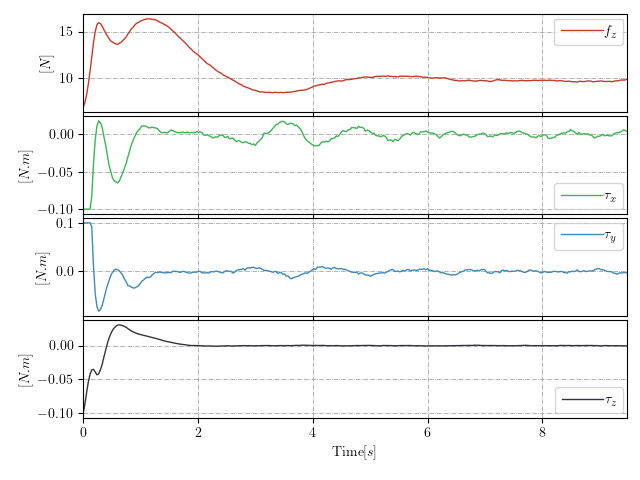 15
10
[N]
f_z
0.00
−0.05
−0.10
[N.m]
τ_x
0.1
0.0
[N.m]
τ_y
0.00
−0.05
−0.10
[N.m]
τ_z
0 2 4 6 8
Time[s]